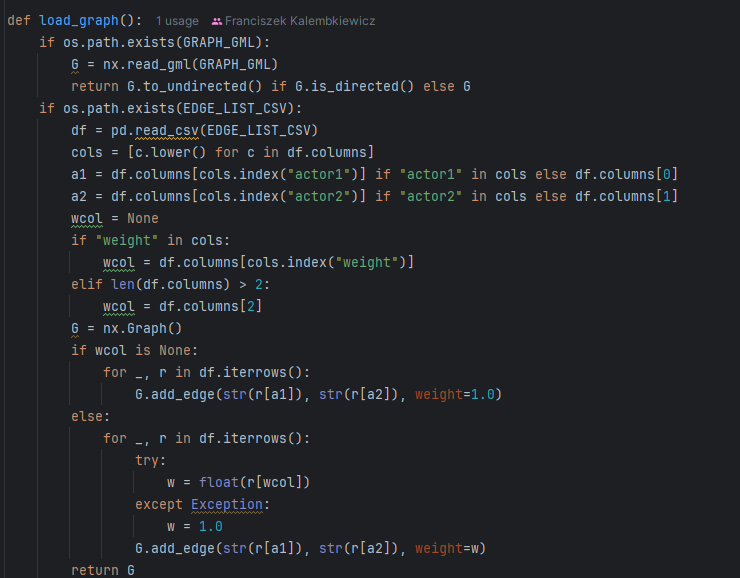 def load_graph(): 1 usage Franciszek Kalembkiewicz
    if os.path.exists(GRAPH_GML):
        G = nx.read_gml(GRAPH_GML)
        return G.to_undirected() if G.is_directed() else G
    if os.path.exists(EDGE_LIST_CSV):
        df = pd.read_csv(EDGE_LIST_CSV)
        cols = [c.lower() for c in df.columns]
        a1 = df.columns[cols.index("actor1")] if "actor1" in cols else df.columns[0]
        a2 = df.columns[cols.index("actor2")] if "actor2" in cols else df.columns[1]
        wcol = None
        if "weight" in cols:
            wcol = df.columns[cols.index("weight")]
        elif len(df.columns) > 2:
            wcol = df.columns[2]
        G = nx.Graph()
        if wcol is None:
            for _, r in df.iterrows():
                G.add_edge(str(r[a1]), str(r[a2]), weight=1.0)
        else:
            for _, r in df.iterrows():
                try:
                    w = float(r[wcol])
                except Exception:
                    w = 1.0
                G.add_edge(str(r[a1]), str(r[a2]), weight=w)
        return G